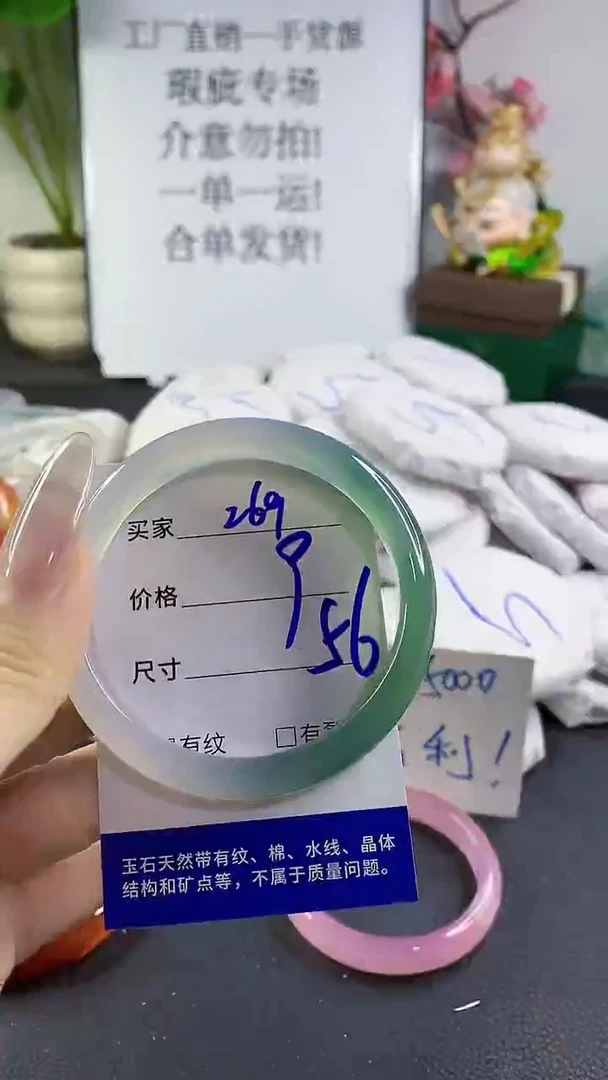 工厂直销一手货源
瑕疵专场
介意勿拍!
一单一运!
合单发货!
买家 269
价格 9
尺寸 56
有纹 □有
5000
利!
玉石天然带有纹、棉、水线、晶体
结构和矿点等，不属于质量问题。